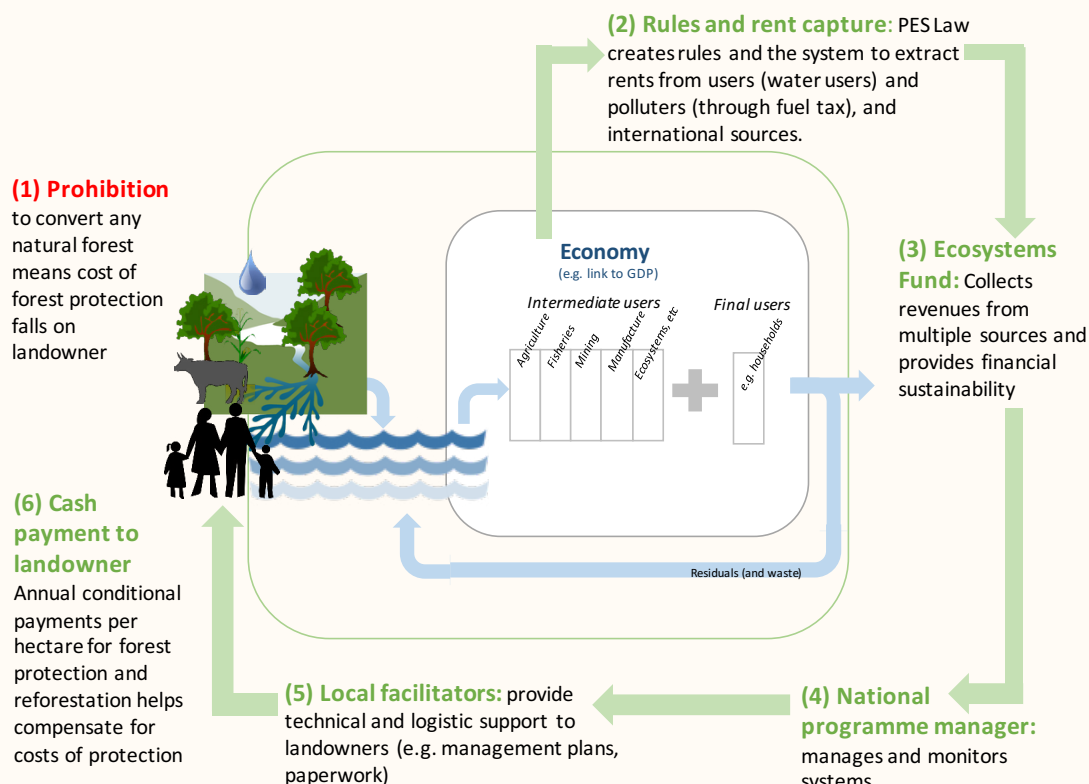 (2) Rules and rent capture: PES Law
creates rules and the system to extract
rents from users (water users) and
polluters (through fuel tax), and
international sources.
(1) Prohibition
to convert any
natural forest
means cost of
forest protection
falls on
landowner
Economy
(e.g. link to GDP)
Intermediate users
Final users
Agriculture
Fisheries
Mining
Manufacture
Ecosystems, etc
e.g. households
(3) Ecosystems
Fund: Collects
revenues from
multiple sources and
provides financial
sustainability
Residuals (and waste)
(6) Cash
payment to
landowner
Annual conditional
payments per
hectare for forest
protection and
reforestation helps
compensate for
costs of protection
(5) Local facilitators: provide
technical and logistic support to
landowners (e.g. management plans,
paperwork)
(4) National
programme manager:
manages and monitors
systems